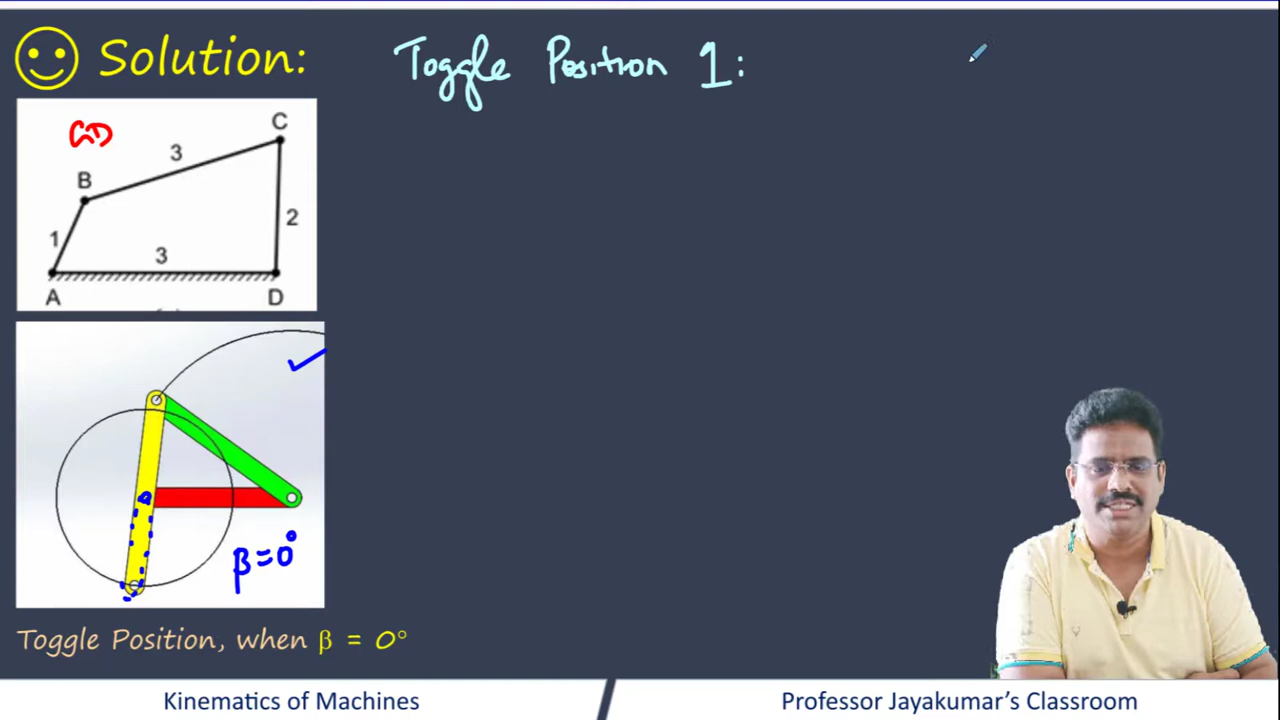 Solution:
Toggle Position 1:
C
3
B
1
2
3
A
D
β=0°
Toggle Position, when β = 0°
Kinematics of Machines
Professor Jayakumar's Classroom